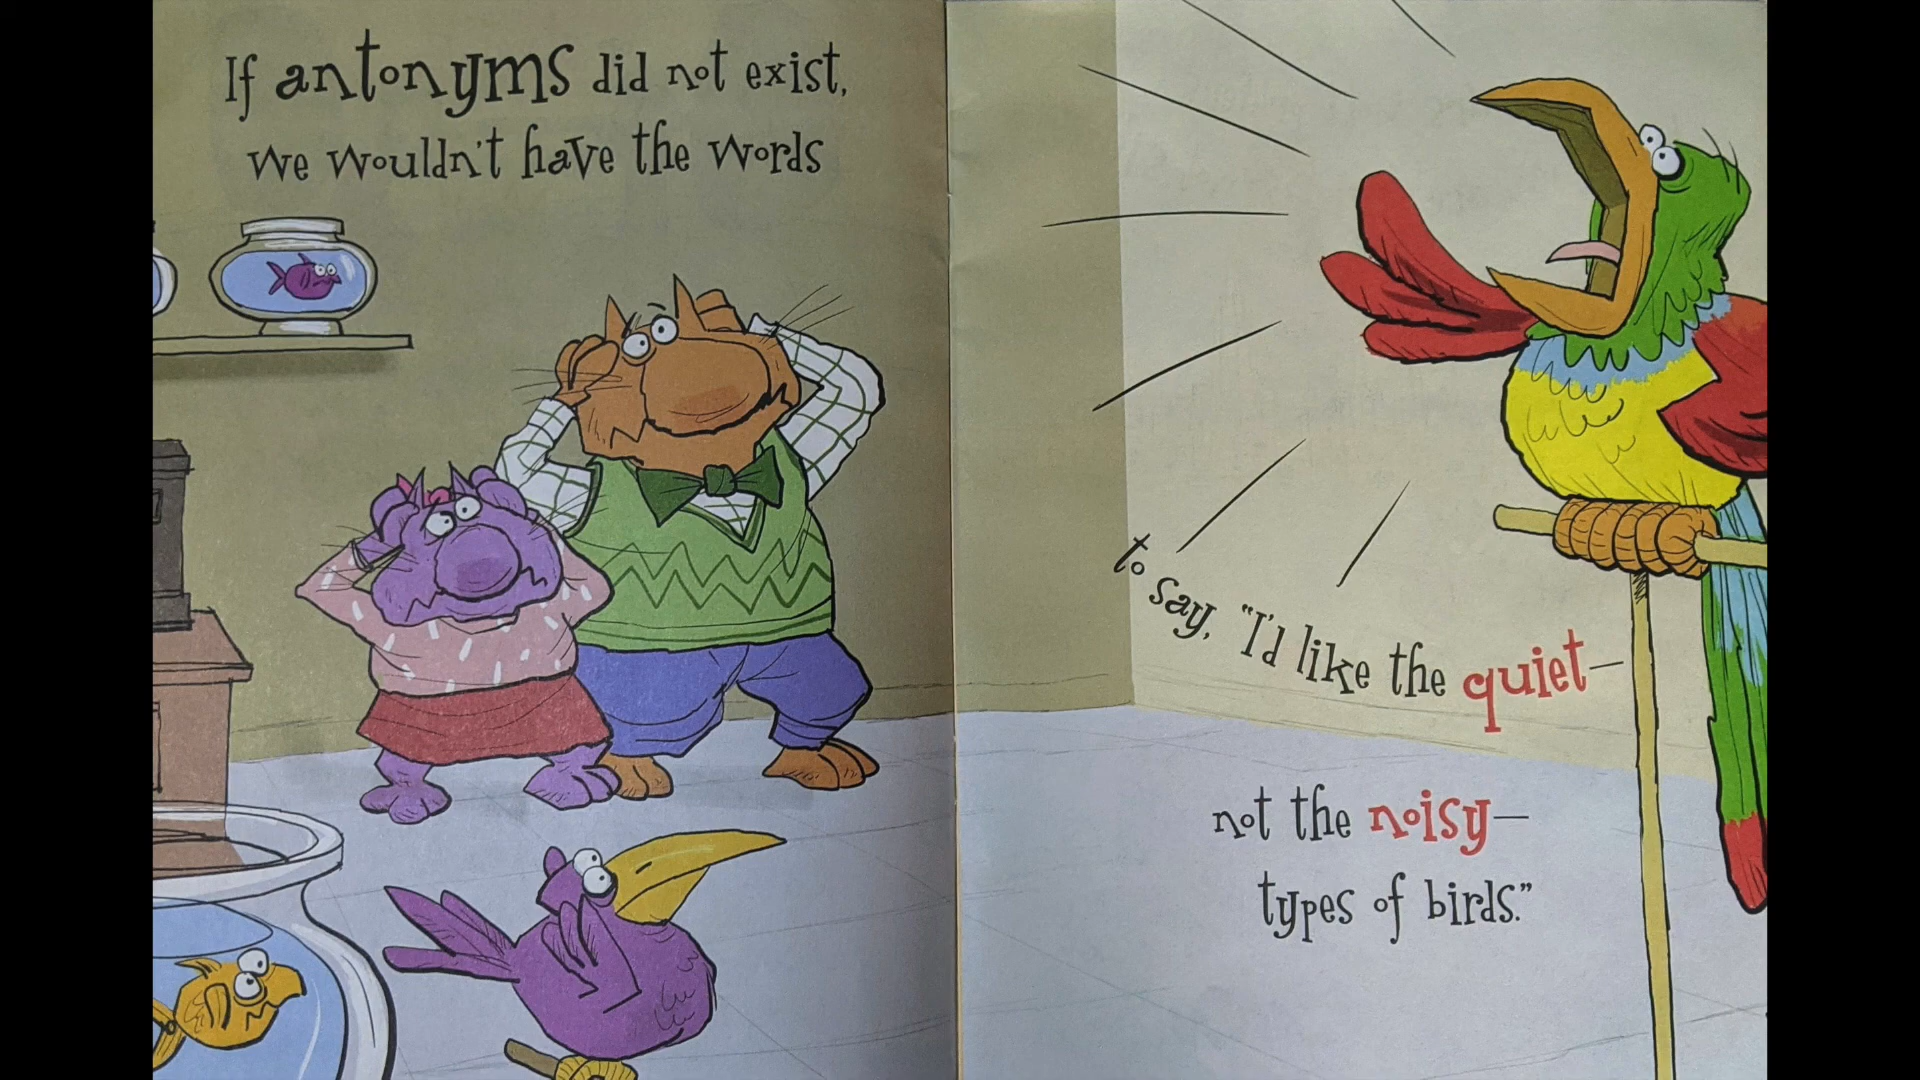 If antonyms did not exist,
we wouldn't have the words
to say, "I'd like the quiet—
not the noisy—
types of birds."